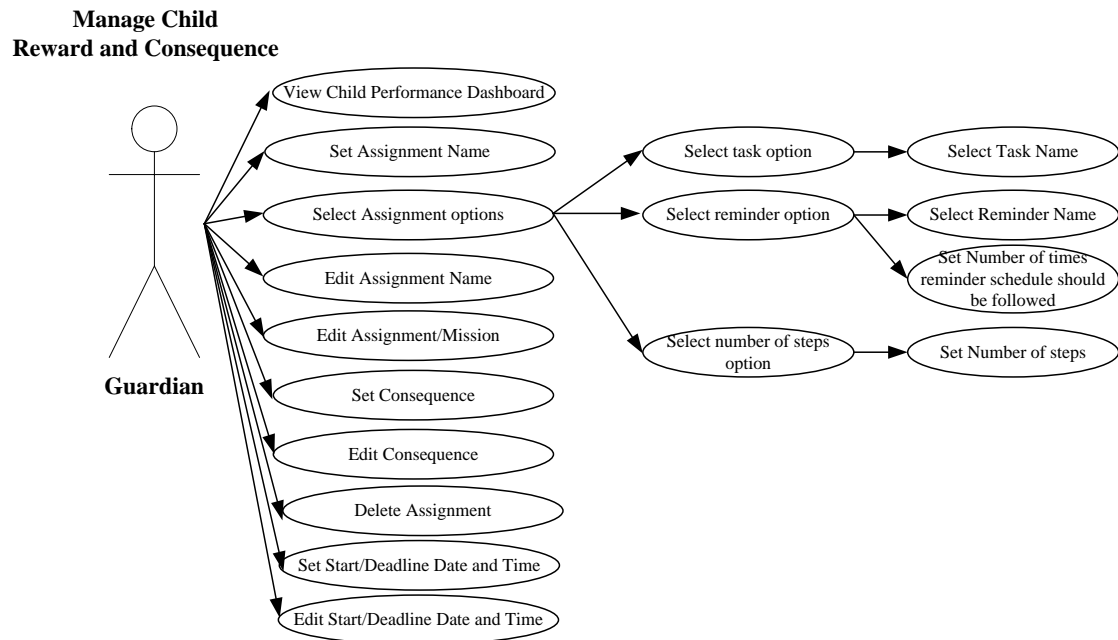 Manage Child
Reward and Consequence
View Child Performance Dashboard
Set Assignment Name
Select Assignment options
Edit Assignment Name
Edit Assignment/Mission
Set Consequence
Edit Consequence
Delete Assignment
Set Start/Deadline Date and Time
Edit Start/Deadline Date and Time
Guardian
Select task option
Select reminder option
Select number of steps
option
Select Task Name
Select Reminder Name
Set Number of times
reminder schedule should
be followed
Set Number of steps